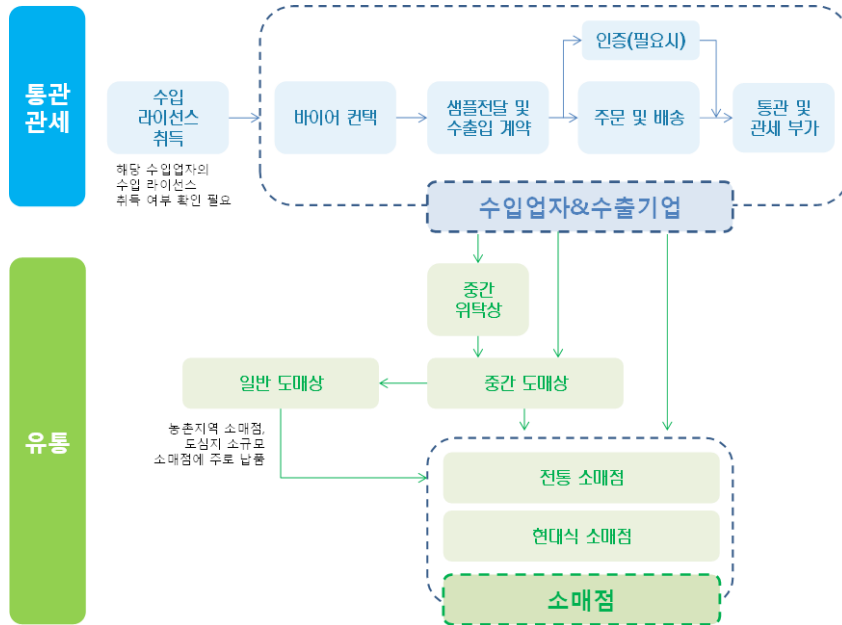 통관
관세
수입
라이선스
취득
해당 수입업자의
수입 라이선스
취득 여부 확인 필요
바이어 컨택
샘플전달 및
수출입 계약
인증(필요시)
주문 및 배송
통관 및
관세 부가
수입업자&수출기업
유통
중간
위탁상
일반 도매상
중간 도매상
농촌지역 소매점,
도심지 소규모
소매점에 주로 납품
전통 소매점
현대식 소매점
소매점